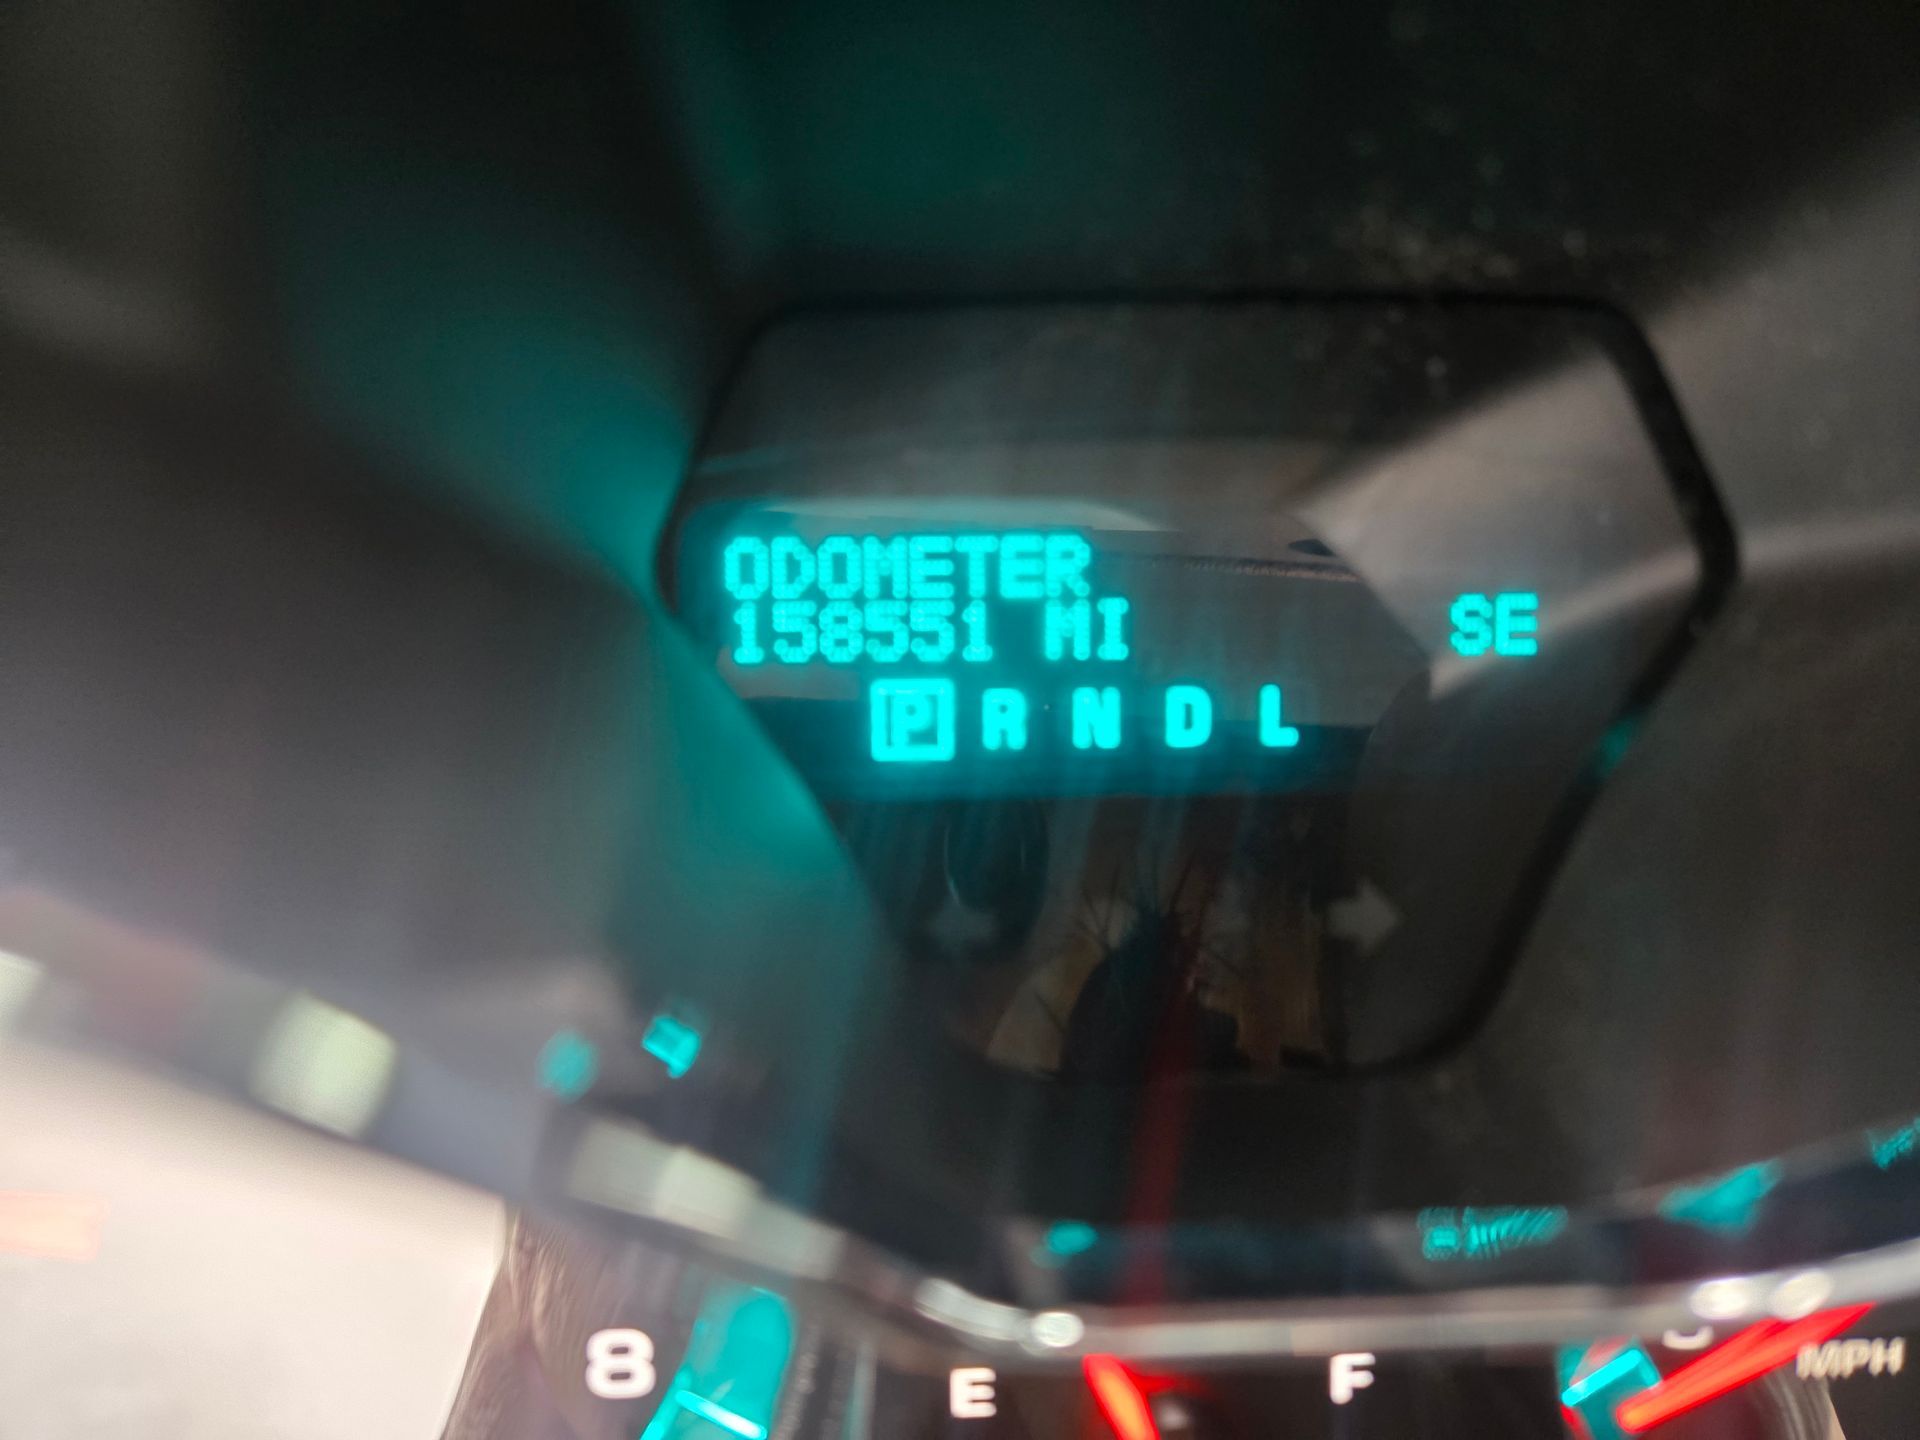 ODOMETER
158551 MI SE
P R N D L
8 E F MPH